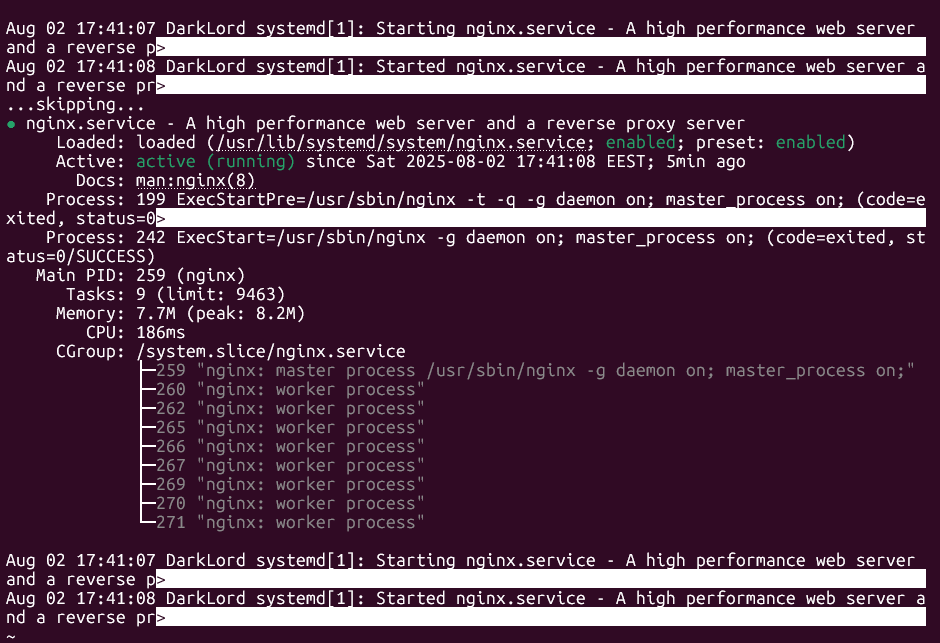 Aug 02 17:41:07 DarkLord systemd[1]: Starting nginx.service - A high performance web server
and a reverse p>
Aug 02 17:41:08 DarkLord systemd[1]: Started nginx.service - A high performance web server a
nd a reverse pr>
...skipping...
● nginx.service - A high performance web server and a reverse proxy server
     Loaded: loaded (/usr/lib/systemd/system/nginx.service; enabled; preset: enabled)
     Active: active (running) since Sat 2025-08-02 17:41:08 EEST; 5min ago
       Docs: man:nginx(8)
    Process: 199 ExecStartPre=/usr/sbin/nginx -t -q -g daemon on; master_process on; (code=e
xited, status=0>
    Process: 242 ExecStart=/usr/sbin/nginx -g daemon on; master_process on; (code=exited, st
atus=0/SUCCESS)
   Main PID: 259 (nginx)
      Tasks: 9 (limit: 9463)
     Memory: 7.7M (peak: 8.2M)
        CPU: 186ms
     CGroup: /system.slice/nginx.service
             ├─259 "nginx: master process /usr/sbin/nginx -g daemon on; master_process on;"
             ├─260 "nginx: worker process"
             ├─262 "nginx: worker process"
             ├─265 "nginx: worker process"
             ├─266 "nginx: worker process"
             ├─267 "nginx: worker process"
             ├─269 "nginx: worker process"
             ├─270 "nginx: worker process"
             └─271 "nginx: worker process"
Aug 02 17:41:07 DarkLord systemd[1]: Starting nginx.service - A high performance web server
and a reverse p>
Aug 02 17:41:08 DarkLord systemd[1]: Started nginx.service - A high performance web server a
nd a reverse pr>
~